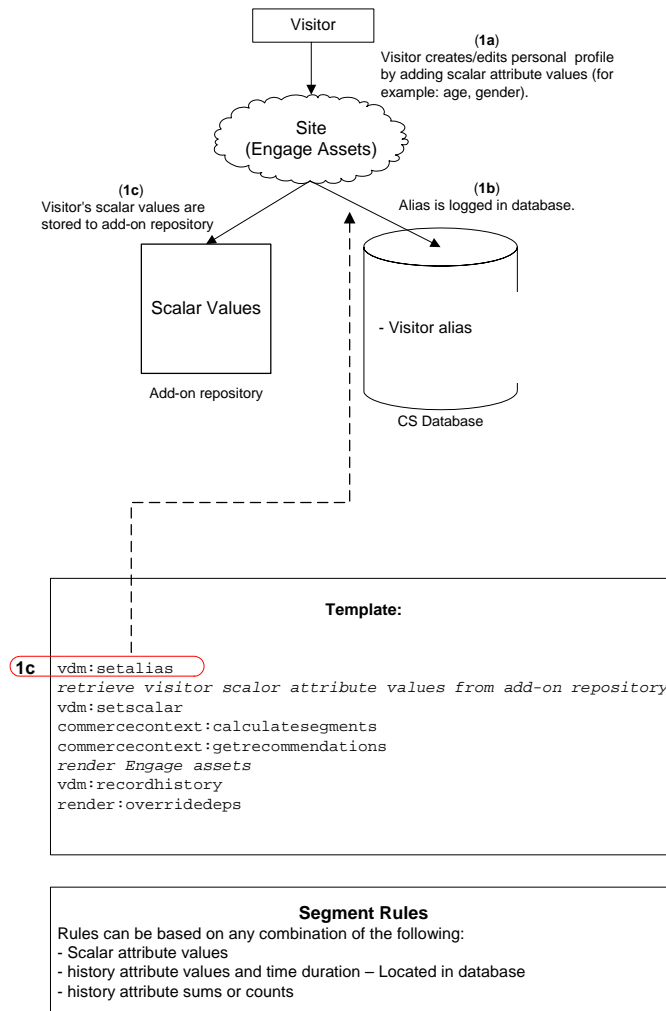 Visitor
(1a)
Visitor creates/edits personal profile
by adding scalar attribute values (for
example: age, gender).
Site
(Engage Assets)
(1c)
Visitor's scalar values are
stored to add-on repository
(1b)
Alias is logged in database.
Scalar Values
- Visitor alias
Add-on repository
CS Database
Template:
1c vdm:setalias
retrieve visitor scalor attribute values from add-on repository
vdm:setscalar
commercecontext:calculatesegments
commercecontext:getrecommendations
render Engage assets
vdm:recordhistory
render:overridedeps
Segment Rules
Rules can be based on any combination of the following:
- Scalar attribute values
- history attribute values and time duration – Located in database
- history attribute sums or counts